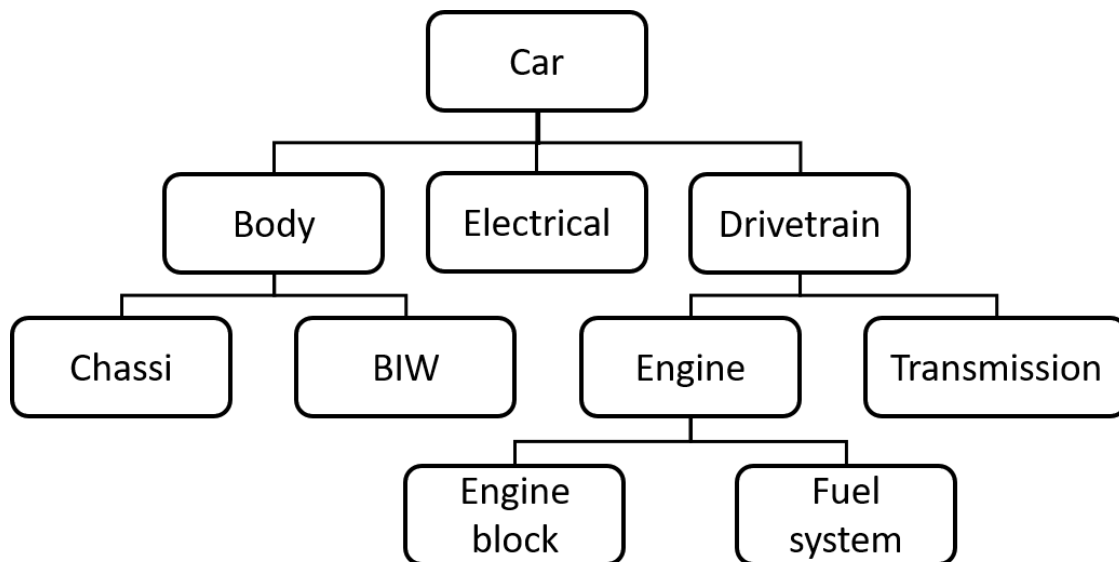 Car
Body
Electrical
Drivetrain
Chassi
BIW
Engine
Transmission
Engine
block
Fuel
system